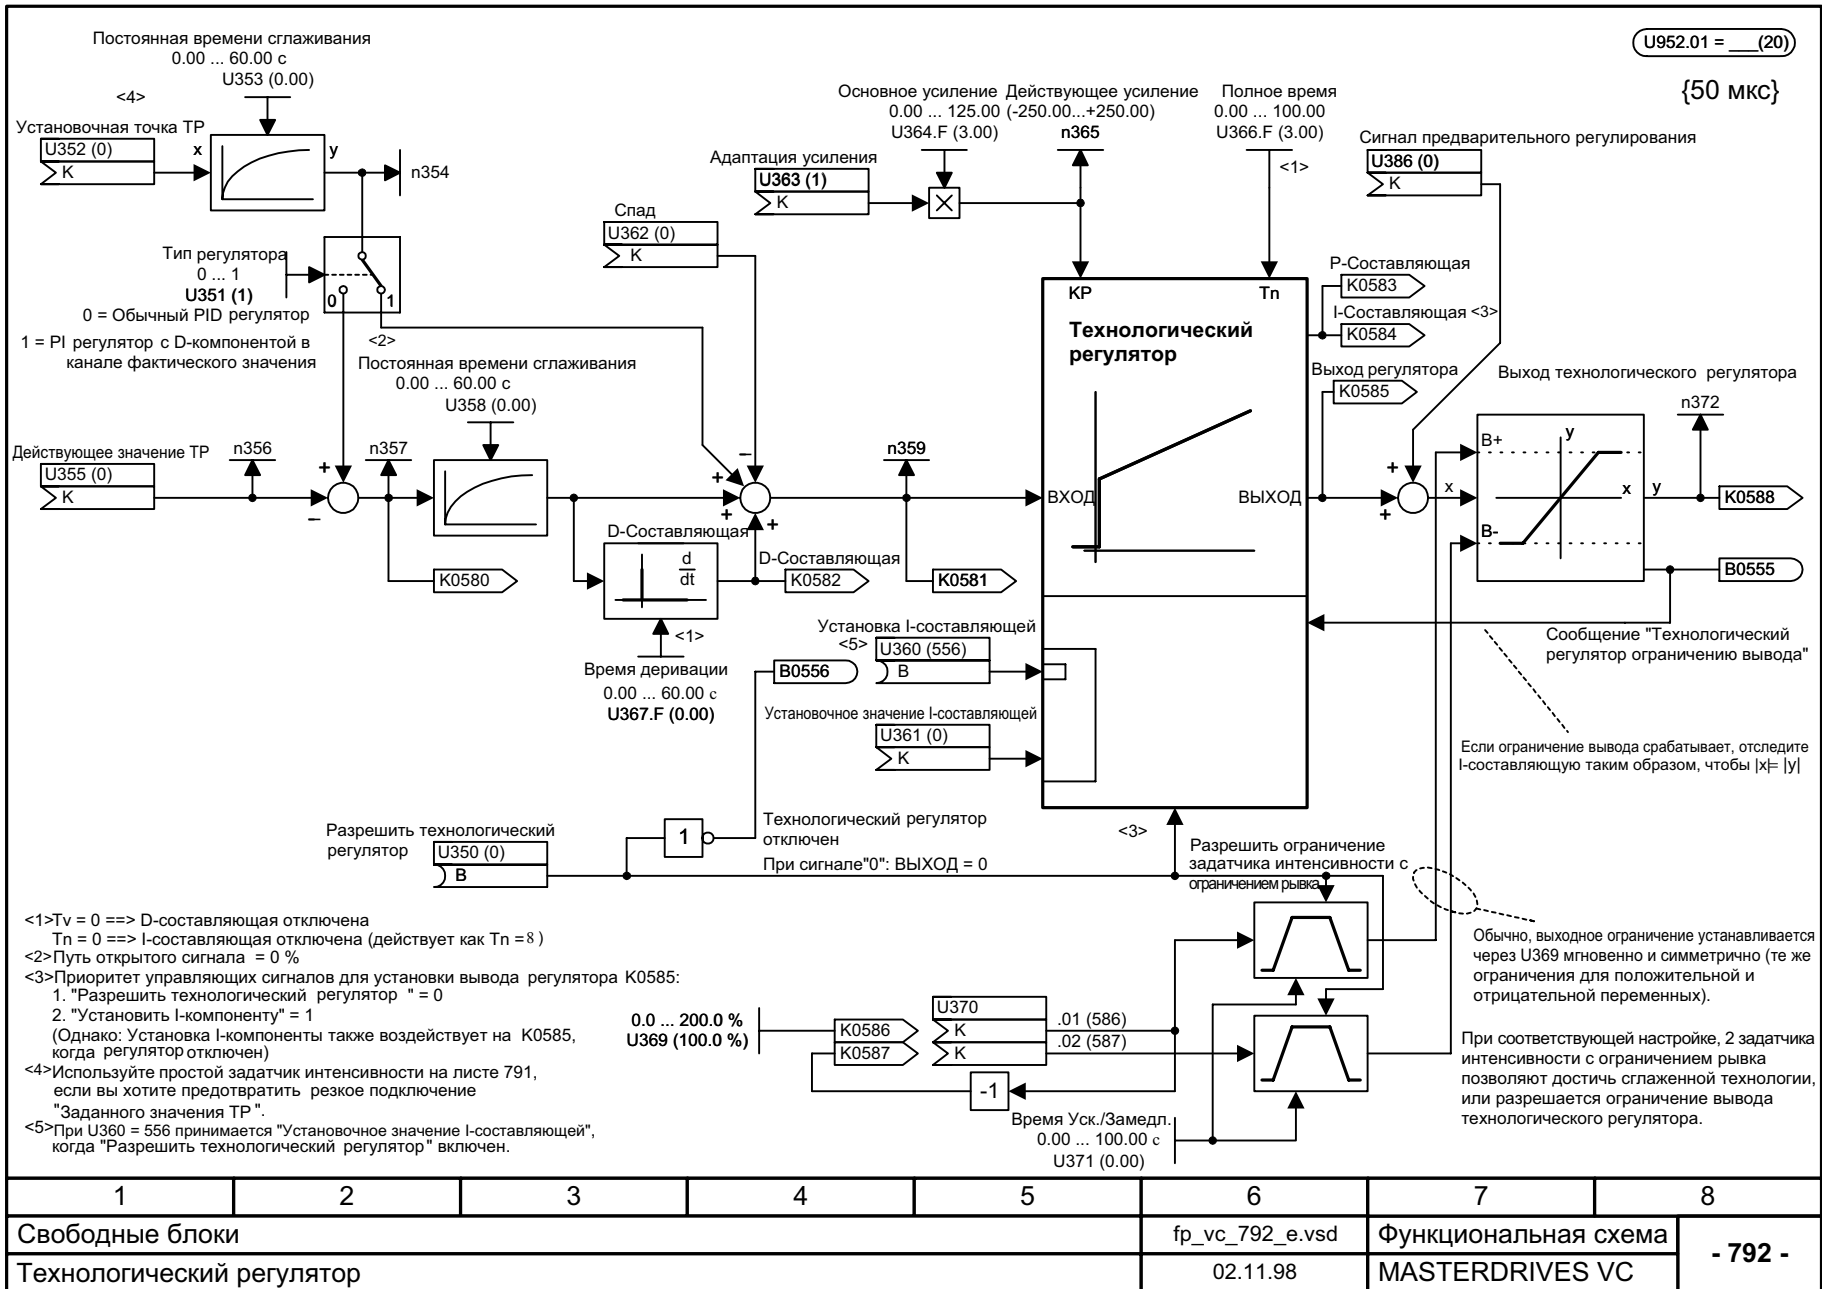 Постоянная времени сглаживания
0.00 ... 60.00 с
U353 (0.00)
<4>
Установочная точка ТР
U352 (0)
K
x
y
n354
Тип регулятора
0 ... 1
U351 (1)
0 = Обычный PID регулятор
1 = PI регулятор с D-компонентой в
канале фактического значения
0
1
<2>
Постоянная времени сглаживания
0.00 ... 60.00 с
U358 (0.00)
Действующее значение ТР
U355 (0)
K
n356
n357
+
–
K0580
Спад
U362 (0)
K
–
+
+
+
D-Составляющая
d
dt
D-Составляющая
K0582
<1>
Время деривации
0.00 ... 60.00 с
U367.F (0.00)
n359
K0581
Основное усиление
0.00 ... 125.00
U364.F (3.00)
Действующее усиление
(-250.00...+250.00)
n365
Адаптация усиления
U363 (1)
K
Полное время
0.00 ... 100.00
U366.F (3.00)
<1>
Сигнал предварительного регулирования
U386 (0)
K
U952.01 = ___(20)
{50 мкс}
KP
Tn
Технологический
регулятор
ВХОД
ВЫХОД
P-Составляющая
K0583
I-Составляющая <3>
K0584
Выход регулятора
K0585
+
+
x
Выход технологического регулятора
n372
B+
B-
y
x
y
K0588
B0555
Сообщение "Технологический
регулятор ограничению вывода"
Если ограничение вывода срабатывает, отследите
I-составляющую таким образом, чтобы |x|= |y|
Установка I-составляющей
<5>
U360 (556)
B
Установочное значение I-составляющей
U361 (0)
K
B0556
Разрешить технологический
регулятор
U350 (0)
B
1
Технологический регулятор
отключен
При сигнале"0": ВЫХОД = 0
<3>
Разрешить ограничение
задатчика интенсивности с
ограничением рывка
Обычно, выходное ограничение устанавливается
через U369 мгновенно и симметрично (те же
ограничения для положительной и
отрицательной переменных).
При соответствующей настройке, 2 задатчика
интенсивности с ограничением рывка
позволяют достичь сглаженной технологии,
или разрешается ограничение вывода
технологического регулятора.
0.0 ... 200.0 %
U369 (100.0 %)
K0586
K0587
U370
K
K
.01 (586)
.02 (587)
-1
Время Уск./Замедл.
0.00 ... 100.00 с
U371 (0.00)
<1>Tv = 0 ==> D-составляющая отключена
Tn = 0 ==> I-составляющая отключена (действует как Tn =8 )
<2>Путь открытого сигнала = 0 %
<3>Приоритет управляющих сигналов для установки вывода регулятора K0585:
1. "Разрешить технологический регулятор " = 0
2. "Установить I-компоненту" = 1
(Однако: Установка I-компоненты также воздействует на K0585,
когда регулятор отключен)
<4>Используйте простой задатчик интенсивности на листе 791,
если вы хотите предотвратить резкое подключение
"Заданного значения ТР ".
<5>При U360 = 556 принимается "Установочное значение I-составляющей",
когда "Разрешить технологический регулятор" включен.
1 2 3 4 5 6 7 8
Свободные блоки
Технологический регулятор
fp_vc_792_e.vsd
02.11.98
Функциональная схема
MASTERDRIVES VC
- 792 -